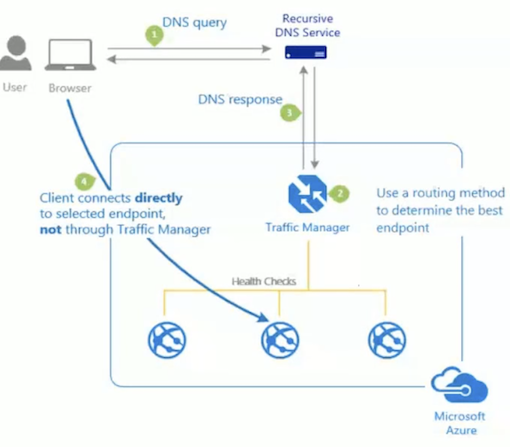 DNS query
1
Recursive
DNS Service
User
Browser
DNS response
3
4
Client connects directly
to selected endpoint,
not through Traffic Manager
2
Traffic Manager
Use a routing method
to determine the best
endpoint
Health Checks
Microsoft
Azure